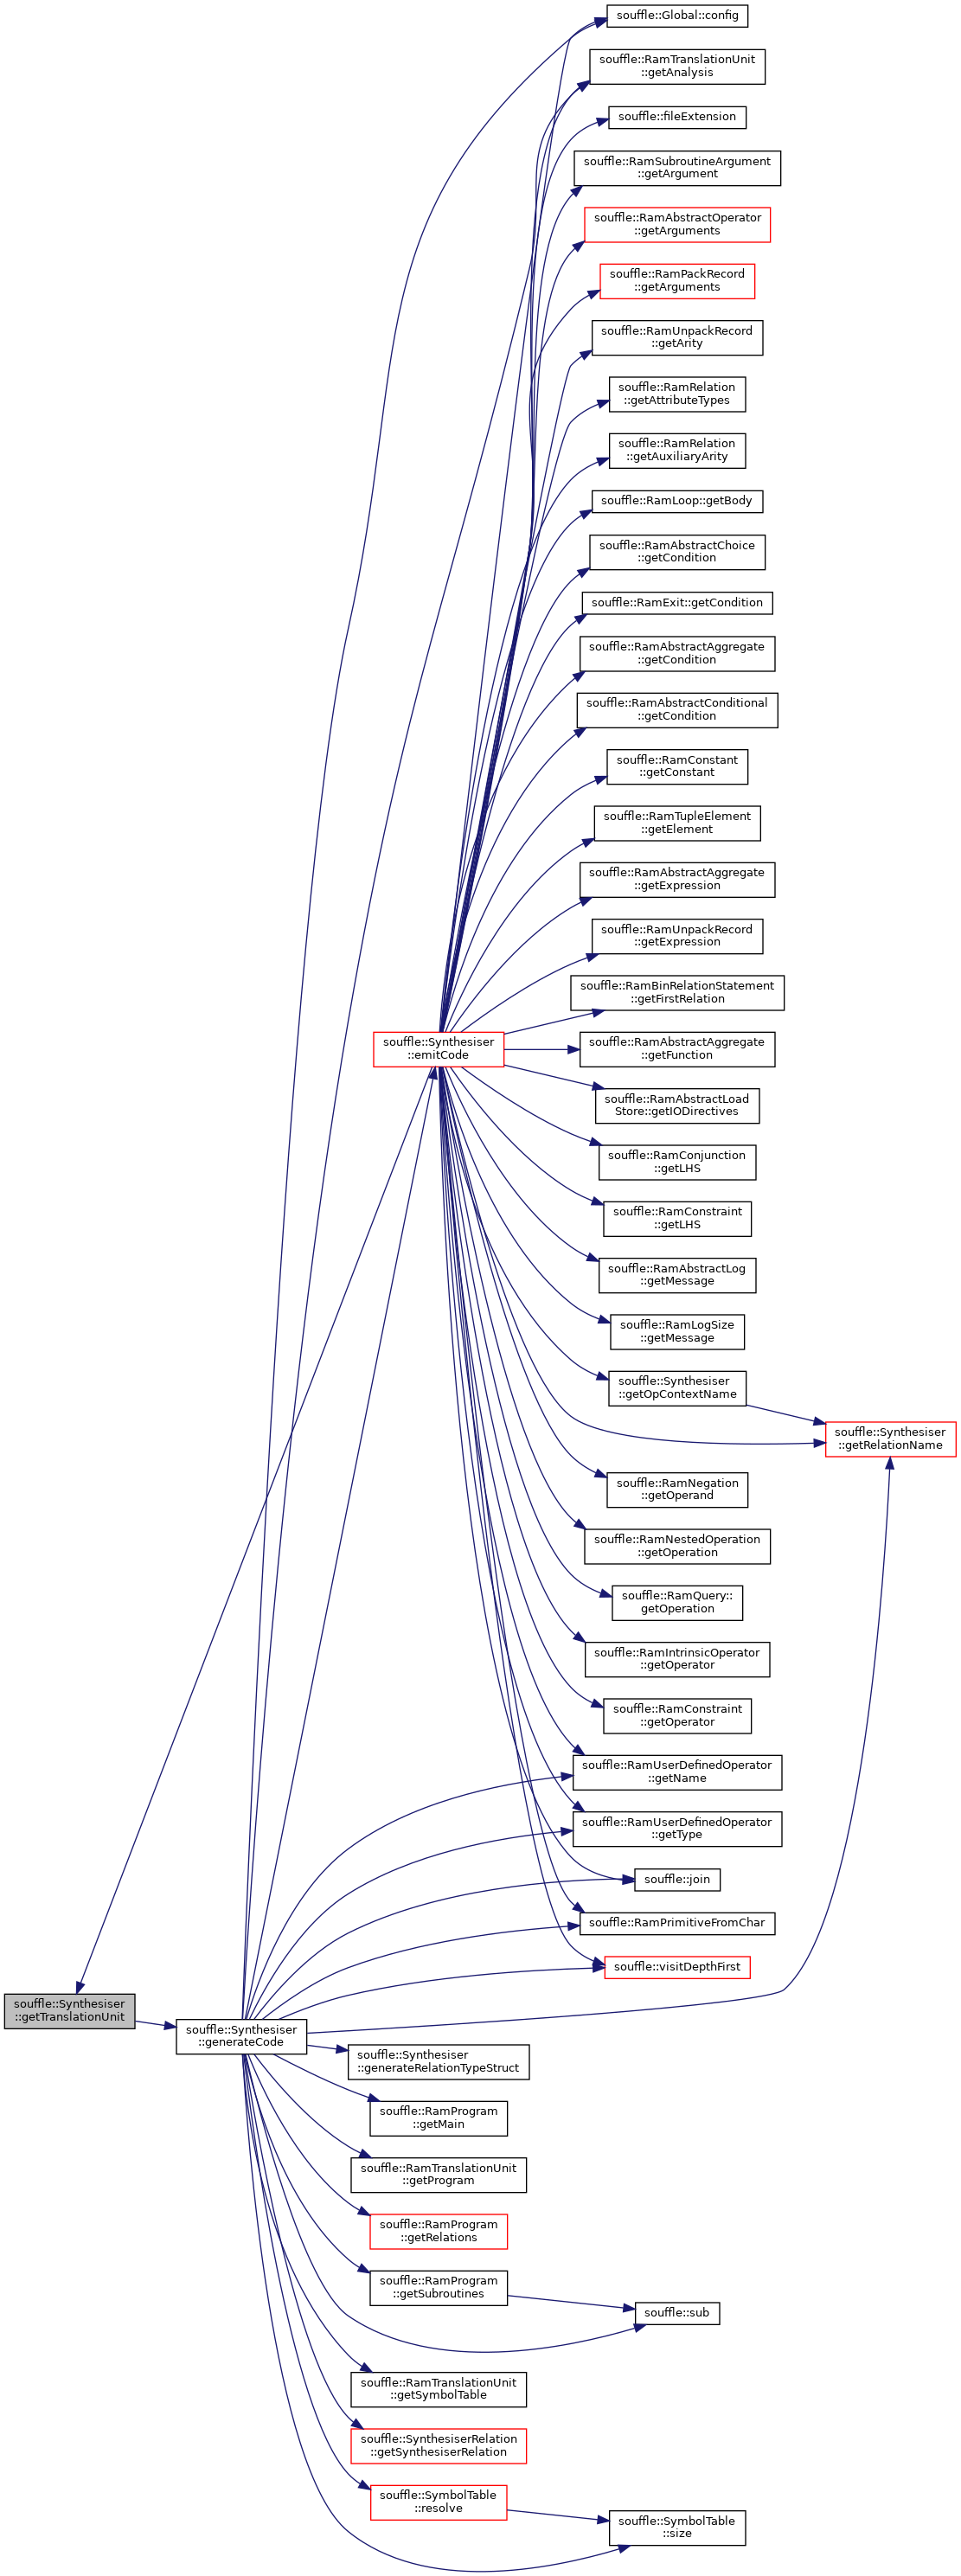 souffle::Global::config
souffle::RamTranslationUnit
::getAnalysis
souffle::fileExtension
souffle::RamSubroutineArgument
::getArgument
souffle::RamAbstractOperator
::getArguments
souffle::RamPackRecord
::getArguments
souffle::RamUnpackRecord
::getArity
souffle::RamRelation
::getAttributeTypes
souffle::RamRelation
::getAuxiliaryArity
souffle::RamLoop::getBody
souffle::RamAbstractChoice
::getCondition
souffle::RamExit::getCondition
souffle::RamAbstractAggregate
::getCondition
souffle::RamAbstractConditional
::getCondition
souffle::RamConstant
::getConstant
souffle::RamTupleElement
::getElement
souffle::RamAbstractAggregate
::getExpression
souffle::RamUnpackRecord
::getExpression
souffle::RamBinRelationStatement
::getFirstRelation
souffle::Synthesiser
::emitCode
souffle::RamAbstractAggregate
::getFunction
souffle::RamAbstractLoad
Store::getIODirectives
souffle::RamConjunction
::getLHS
souffle::RamConstraint
::getLHS
souffle::RamAbstractLog
::getMessage
souffle::RamLogSize
::getMessage
souffle::Synthesiser
::getOpContextName
souffle::Synthesiser
::getRelationName
souffle::RamNegation
::getOperand
souffle::RamNestedOperation
::getOperation
souffle::RamQuery::
getOperation
souffle::RamIntrinsicOperator
::getOperator
souffle::RamConstraint
::getOperator
souffle::RamUserDefinedOperator
::getName
souffle::RamUserDefinedOperator
::getType
souffle::join
souffle::RamPrimitiveFromChar
souffle::visitDepthFirst
souffle::Synthesiser
::getTranslationUnit
souffle::Synthesiser
::generateCode
souffle::Synthesiser
::generateRelationTypeStruct
souffle::RamProgram
::getMain
souffle::RamTranslationUnit
::getProgram
souffle::RamProgram
::getRelations
souffle::RamProgram
::getSubroutines
souffle::sub
souffle::RamTranslationUnit
::getSymbolTable
souffle::SynthesiserRelation
::getSynthesiserRelation
souffle::SymbolTable
::resolve
souffle::SymbolTable
::size